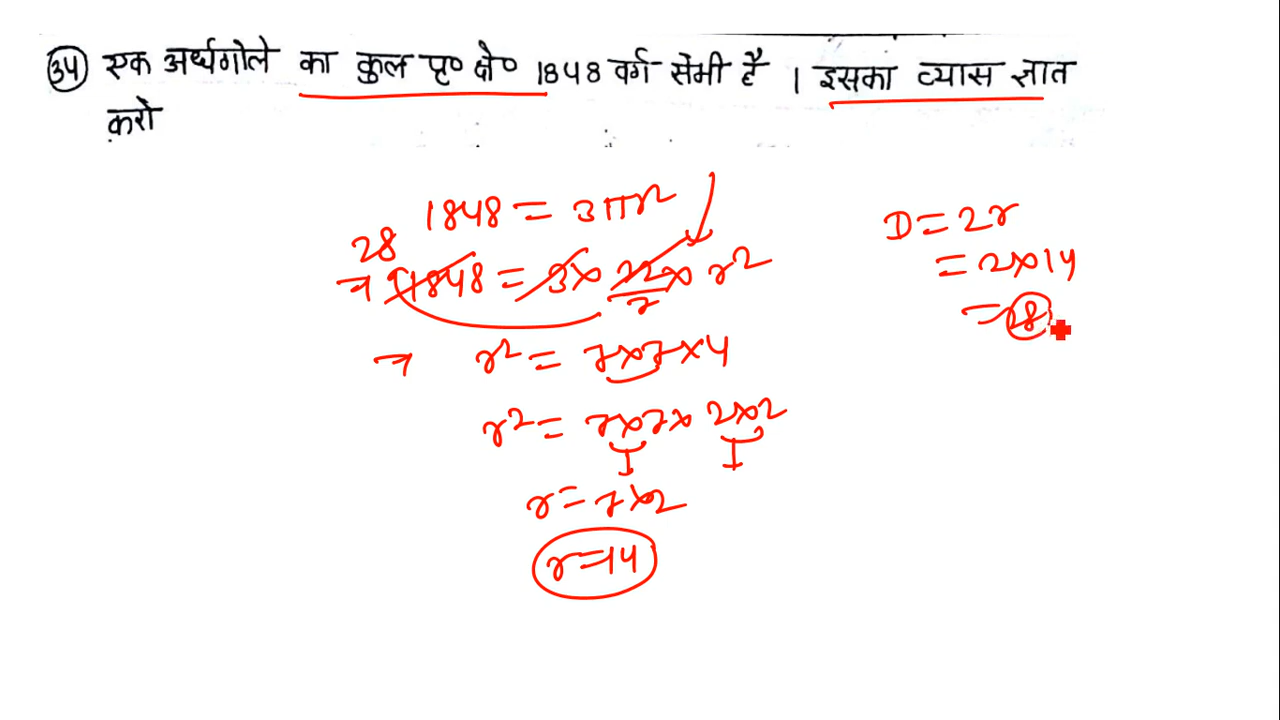 34 एक अर्धगोले का कुल पृ० क्षे० 1848 वर्ग सेमी है । इसका व्यास ज्ञात
करो
1848 = 3πr²
28
⇒ 1848 = 3 × 22/7 × r²
⇒ r² = 7×7×4
r² = 7×7×2×2
r = 7×2
r = 14
D = 2r
= 2×14
= 28